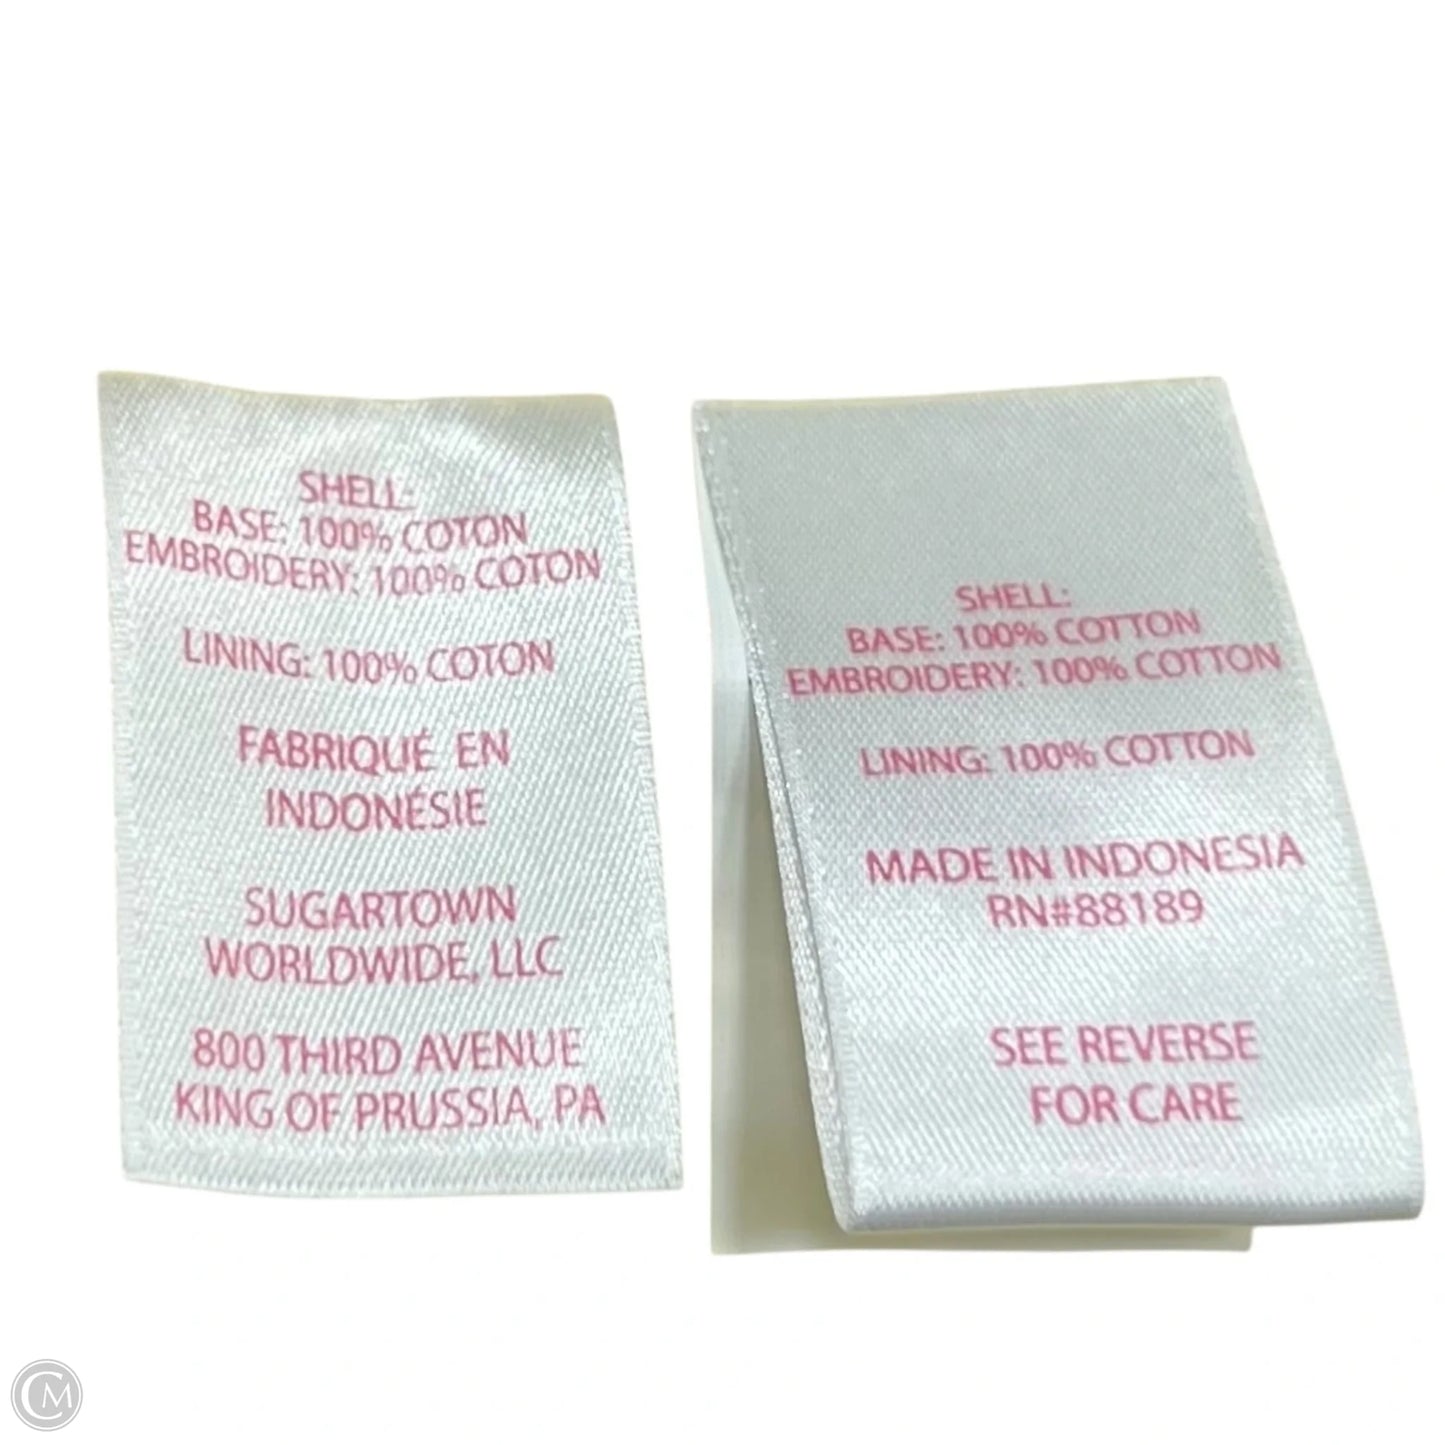 SHELL:
BASE: 100% COTON
EMBROIDERY: 100% COTON
LINING: 100% COTON
FABRIQUÉ EN
INDONÉSIE
SUGARTOWN
WORLDWIDE, LLC
800 THIRD AVENUE
KING OF PRUSSIA, PA
SHELL:
BASE: 100% COTTON
EMBROIDERY: 100% COTTON
LINING: 100% COTTON
MADE IN INDONESIA
RN#88189
SEE REVERSE
FOR CARE
CM